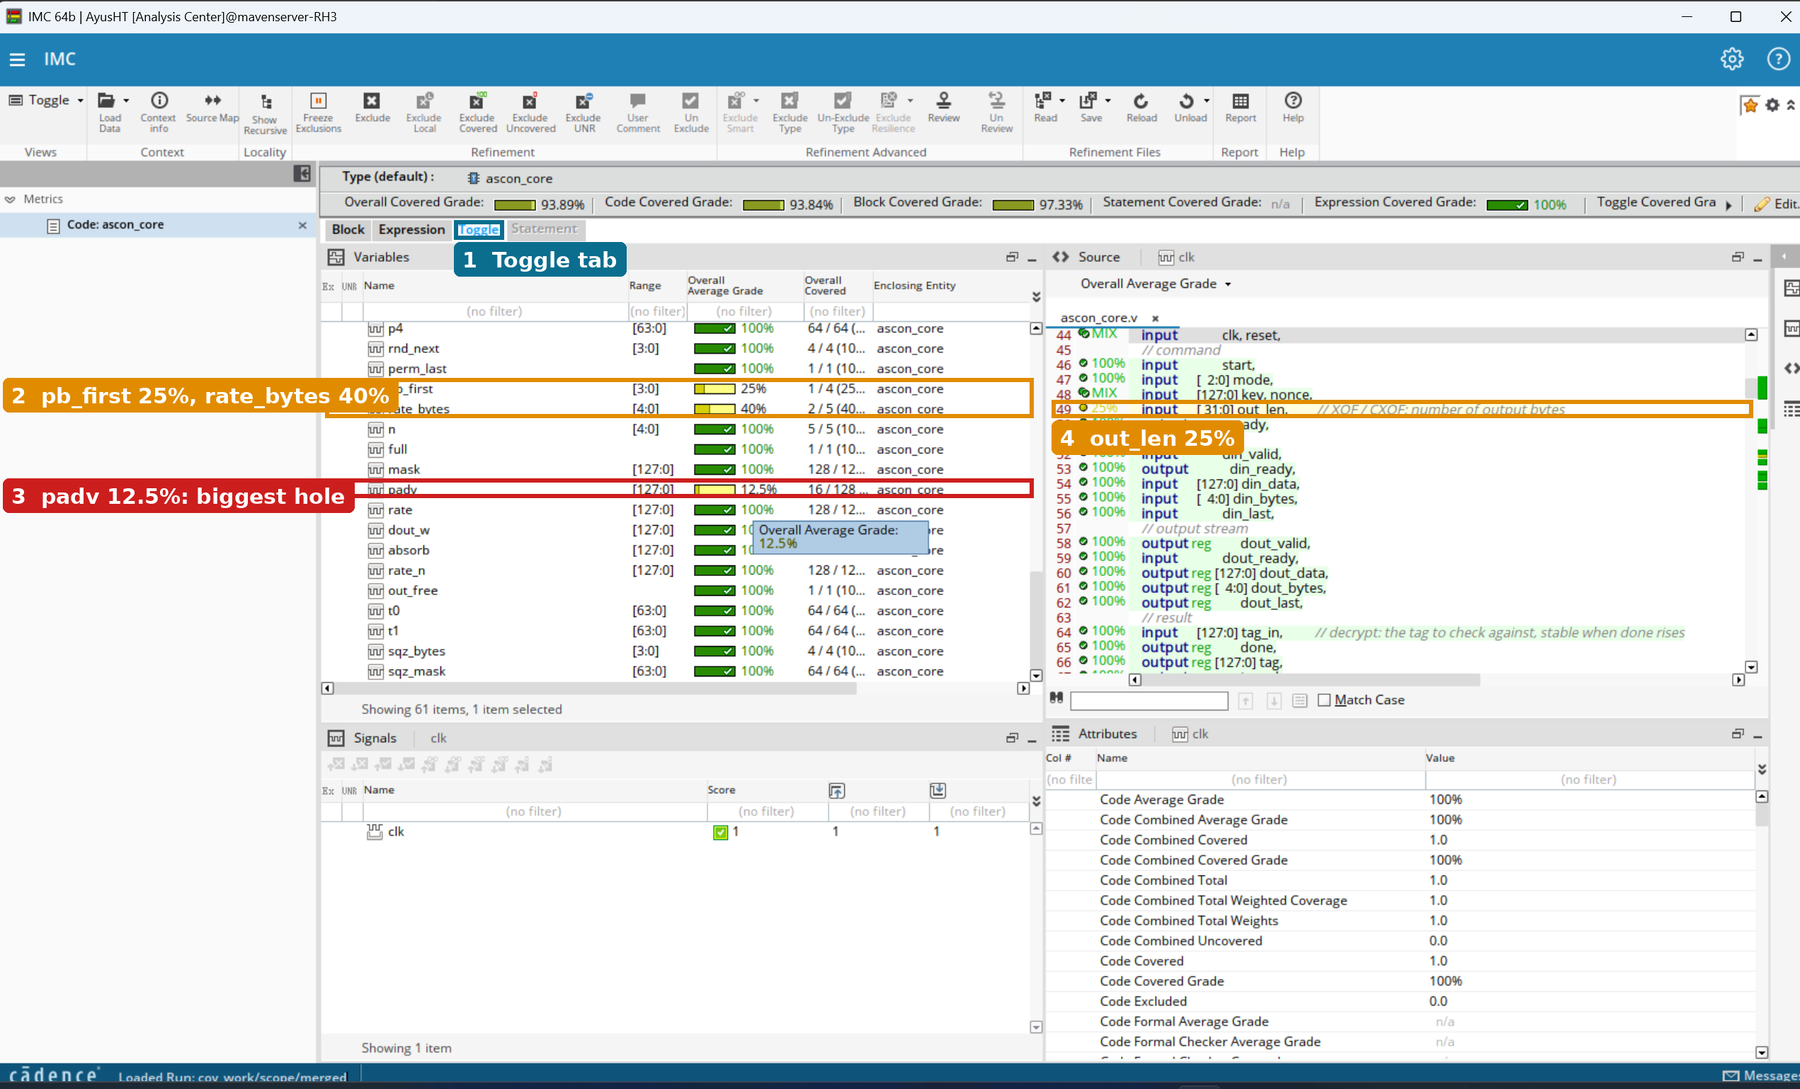 IMC 64b | AyusHT [Analysis Center]@mavenserver-RH3
IMC
Toggle
Load Data
Context info
Source Map
Show Recursive
Freeze Exclusions
Exclude
Exclude Local
Exclude Covered
Exclude Uncovered
Exclude UNR
User Comment
Un Exclude
Exclude Smart
Exclude Type
Un-Exclude Type
Exclude Resilience
Review
Un Review
Read
Save
Reload
Unload
Report
Help
Views
Context
Locality
Refinement
Refinement Advanced
Refinement Files
Report
Help
Metrics
Code: ascon_core
Type (default) : ascon_core
Overall Covered Grade: 93.89% Code Covered Grade: 93.84% Block Covered Grade: 97.33% Statement Covered Grade: n/a Expression Covered Grade: 100% Toggle Covered Gra Edit.
Block Expression Toggle Statement
1 Toggle tab
Variables
Ex UNR Name Range Overall Average Grade Overall Covered Enclosing Entity
(no filter) (no filter) (no filter) (no filter)
p4 [63:0] 100% 64 / 64 (... ascon_core
rnd_next [3:0] 100% 4 / 4 (10... ascon_core
perm_last 100% 1 / 1 (10... ascon_core
2 pb_first 25%, rate_bytes 40%
b_first [3:0] 25% 1 / 4 (25... ascon_core
ate_bytes [4:0] 40% 2 / 5 (40... ascon_core
n [4:0] 100% 5 / 5 (10... ascon_core
full 100% 1 / 1 (10... ascon_core
mask [127:0] 100% 128 / 12... ascon_core
3 padv 12.5%: biggest hole
padv [127:0] 12.5% 16 / 128 ... ascon_core
rate [127:0] 100% 128 / 12... ascon_core
dout_w [127:0] 10
absorb [127:0] 10
Overall Average Grade:
12.5%
rate_n [127:0] 100% 128 / 12... ascon_core
out_free 100% 1 / 1 (10... ascon_core
t0 [63:0] 100% 64 / 64 (... ascon_core
t1 [63:0] 100% 64 / 64 (... ascon_core
sqz_bytes [3:0] 100% 4 / 4 (10... ascon_core
sqz_mask [63:0] 100% 64 / 64 (... ascon_core
Showing 61 items, 1 item selected
Source clk
Overall Average Grade
ascon_core.v
44 MIX input clk, reset,
45 // command
46 100% input start,
47 100% input [ 2:0] mode,
48 MIX input [127:0] key, nonce,
49 25% input [ 31:0] out_len, // XOF / CXOF: number of output bytes
4 out_len 25%
ady,
52 100% din_valid,
53 100% output din_ready,
54 100% input [127:0] din_data,
55 100% input [ 4:0] din_bytes,
56 100% input din_last,
57 // output stream
58 100% output reg dout_valid,
59 100% input dout_ready,
60 100% output reg [127:0] dout_data,
61 100% output reg [ 4:0] dout_bytes,
62 100% output reg dout_last,
63 // result
64 100% input [127:0] tag_in, // decrypt: the tag to check against, stable when done rises
65 100% output reg done,
66 100% output reg [127:0] tag,
Match Case
Signals clk
Ex UNR Name Score
(no filter) (no filter) (no filter) (no filter)
clk 1 1 1
Showing 1 item
Attributes clk
Col # Name Value
(no filte (no filter) (no filter)
Code Average Grade 100%
Code Combined Average Grade 100%
Code Combined Covered 1.0
Code Combined Covered Grade 100%
Code Combined Total 1.0
Code Combined Total Weighted Coverage 1.0
Code Combined Total Weights 1.0
Code Combined Uncovered 0.0
Code Covered 1.0
Code Covered Grade 100%
Code Excluded 0.0
Code Formal Average Grade n/a
Code Formal Checker Average Grade n/a
cādence Loaded Run: cov_work/scope/merged
Messages